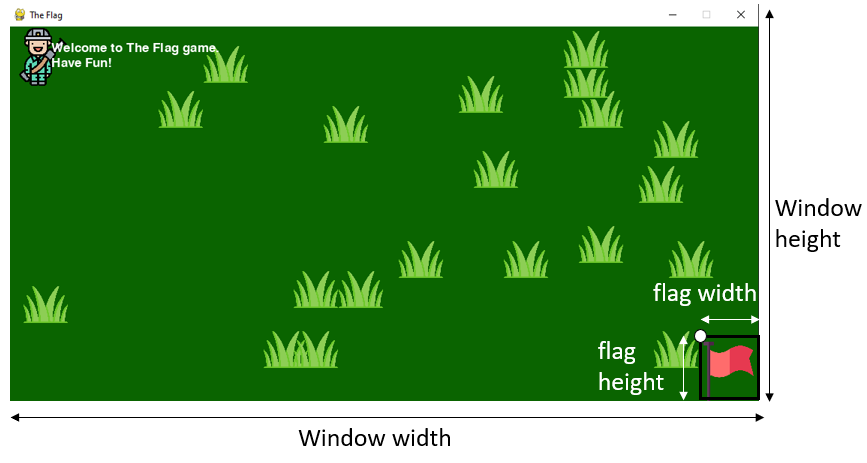 The Flag
Welcome to The Flag game.
Have Fun!
Window
height
flag width
flag
height
Window width